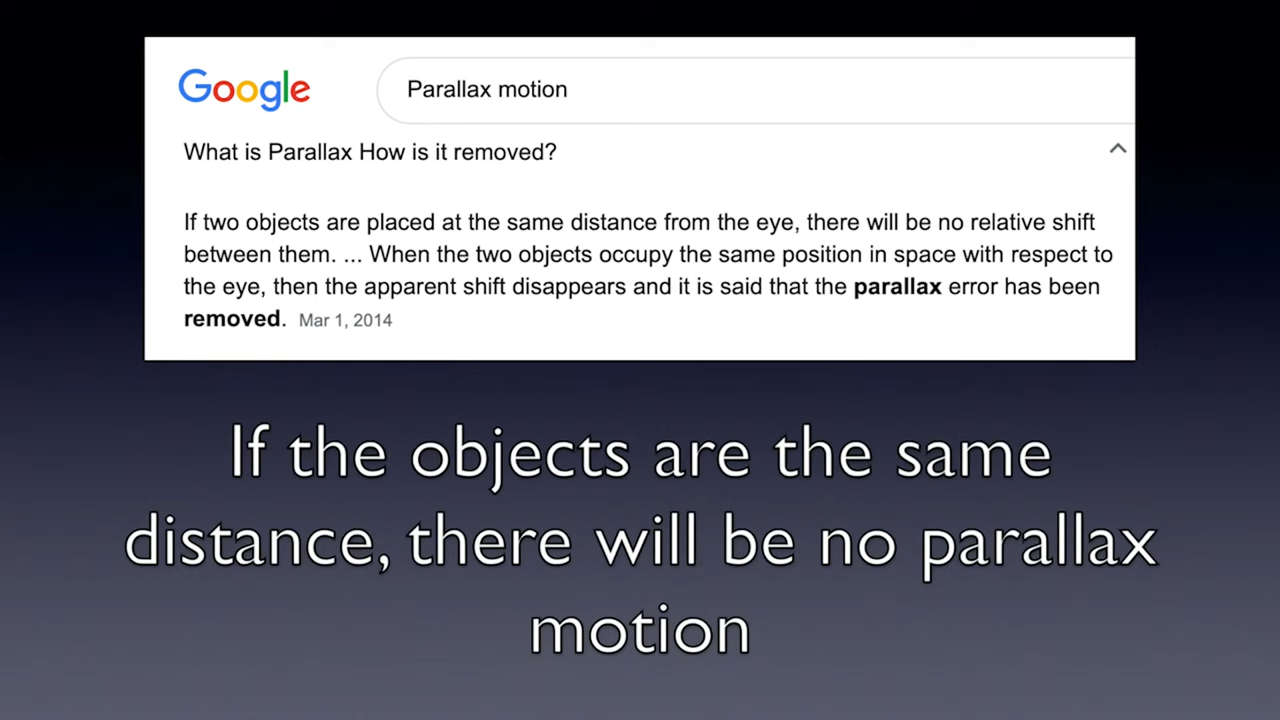 Google
Parallax motion
What is Parallax How is it removed?
If two objects are placed at the same distance from the eye, there will be no relative shift
between them. ... When the two objects occupy the same position in space with respect to
the eye, then the apparent shift disappears and it is said that the parallax error has been
removed. Mar 1, 2014
If the objects are the same
distance, there will be no parallax
motion